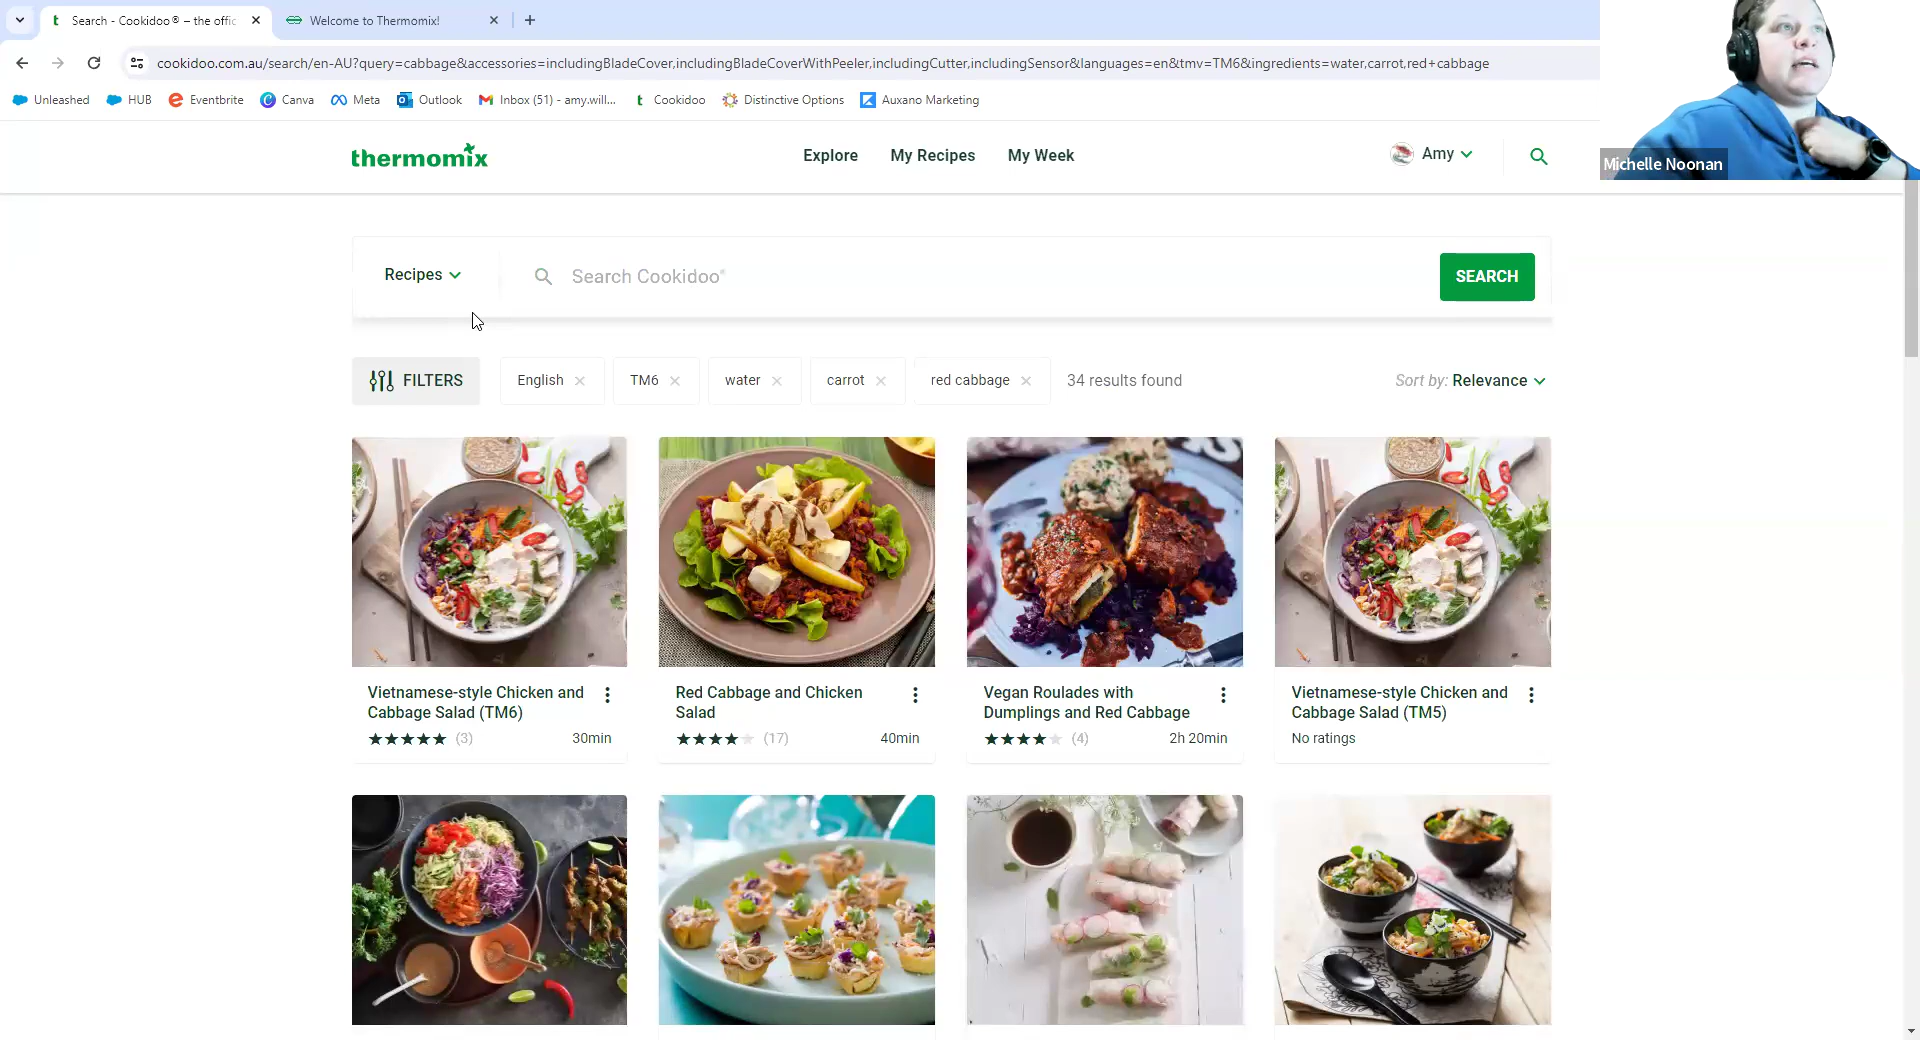 Search - Cookidoo® – the offic
Welcome to Thermomix!
cookidoo.com.au/search/en-AU?query=cabbage&accessories=includingBladeCover,includingBladeCoverWithPeeler,includingCutter,includingSensor&languages=en&tmv=TM6&ingredients=water,carrot,red+cabbage
Unleashed HUB Eventbrite Canva Meta Outlook Inbox (51) - amy.will... Cookidoo Distinctive Options Auxano Marketing
thermomix Explore My Recipes My Week Amy
Michelle Noonan
Recipes Search Cookidoo® SEARCH
FILTERS English TM6 water carrot red cabbage 34 results found Sort by: Relevance
Vietnamese-style Chicken and
Cabbage Salad (TM6)
(3) 30min
Red Cabbage and Chicken
Salad
(17) 40min
Vegan Roulades with
Dumplings and Red Cabbage
(4) 2h 20min
Vietnamese-style Chicken and
Cabbage Salad (TM5)
No ratings